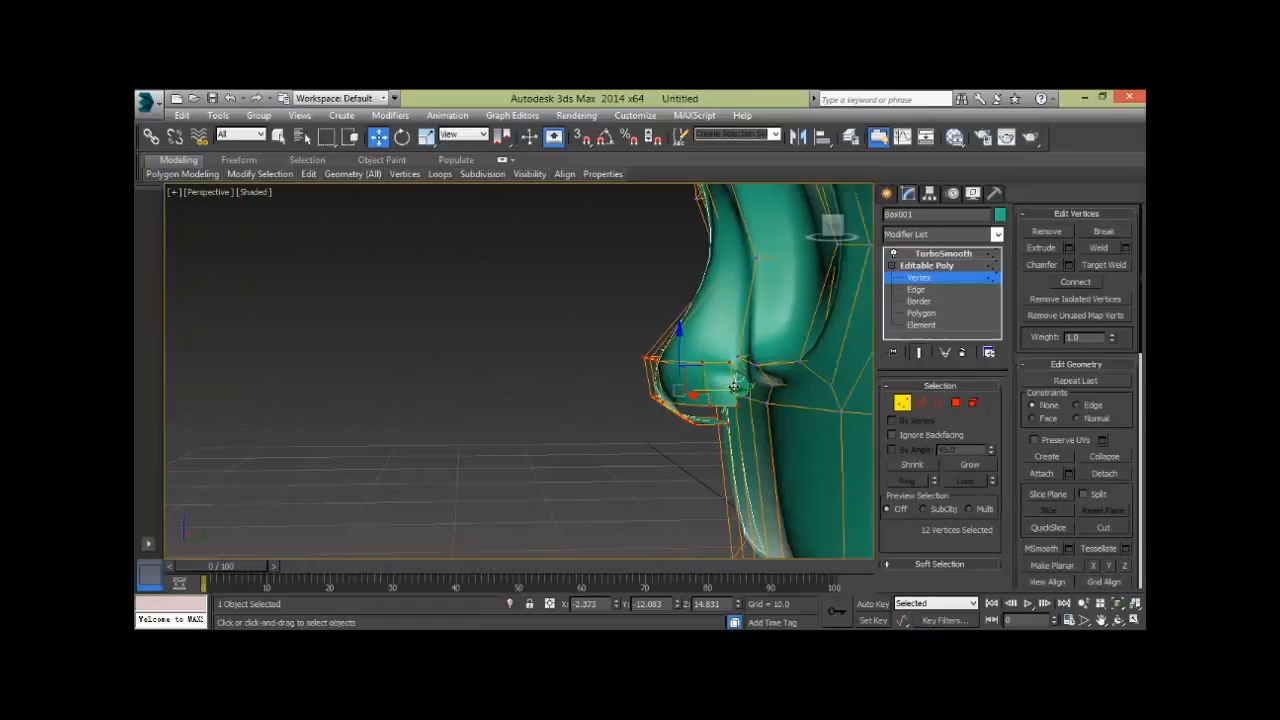 Workspace: Default
Autodesk 3ds Max 2014 x64 Untitled
Type a keyword or phrase
Edit Tools Group Views Create Modifiers Animation Graph Editors Rendering Customize MAXScript Help
All
View
Create Selection Se
Modeling Freeform Selection Object Paint Populate
Polygon Modeling Modify Selection Edit Geometry (All) Vertices Loops Subdivision Visibility Align Properties
[+] [Perspective] [Shaded]
Box001
Modifier List
TurboSmooth
Editable Poly
Vertex
Edge
Border
Polygon
Element
Selection
By Vertex
Ignore Backfacing
By Angle: 45.0
Shrink Grow
Ring Loop
Preview Selection
Off SubObj Multi
12 Vertices Selected
Soft Selection
Edit Vertices
Remove Break
Extrude Weld
Chamfer Target Weld
Connect
Remove Isolated Vertices
Remove Unused Map Verts
Weight: 1.0
Edit Geometry
Repeat Last
Constraints
None Edge
Face Normal
Preserve UVs
Create Collapse
Attach Detach
Slice Plane Split
Slice Reset Plane
QuickSlice Cut
MSmooth Tessellate
Make Planar X Y Z
View Align Grid Align
0 / 100
0 10 20 30 40 50 60 70 80 90 100
1 Object Selected
X: -2.373 Y: -12.083 Z: 14.831 Grid = 10.0
Auto Key Selected
Welcome to MAX
Click or click-and-drag to select objects
Add Time Tag
Set Key Key Filters... 0